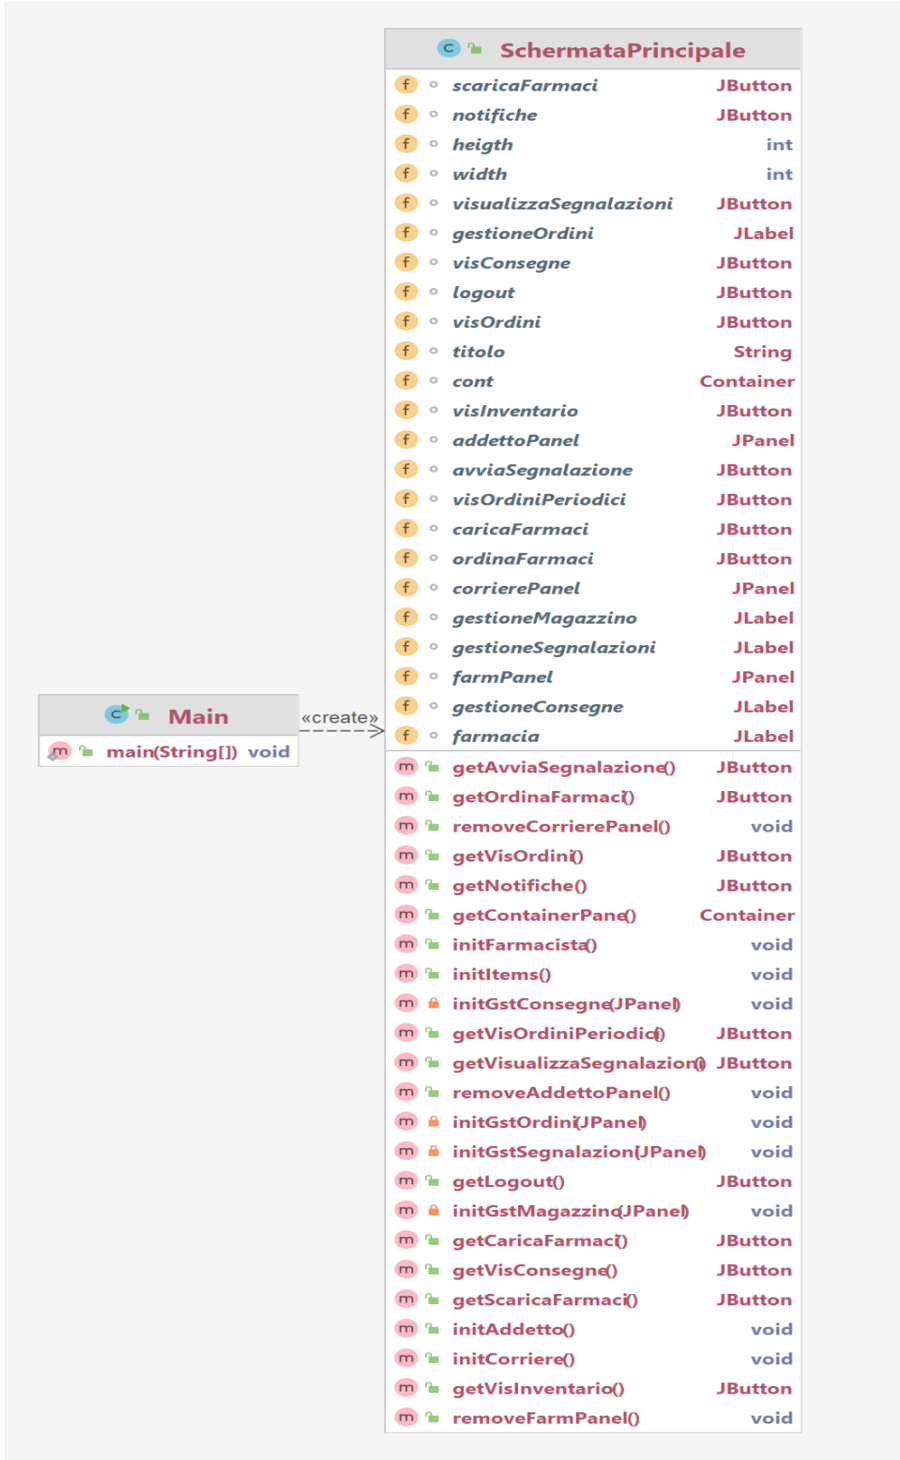 SchermataPrincipale
scaricaFarmaci JButton
notifiche JButton
heigth int
width int
visualizzaSegnalazioni JButton
gestioneOrdini JLabel
visConsegne JButton
logout JButton
visOrdini JButton
titolo String
cont Container
visInventario JButton
addettoPanel JPanel
avviaSegnalazione JButton
visOrdiniPeriodici JButton
caricaFarmaci JButton
ordinaFarmaci JButton
corrierePanel JPanel
gestioneMagazzino JLabel
gestioneSegnalazioni JLabel
farmPanel JPanel
gestioneConsegne JLabel
farmacia JLabel
Main
main(String[]) void
«create»
getAvviaSegnalazione() JButton
getOrdinaFarmaci() JButton
removeCorrierePanel() void
getVisOrdini() JButton
getNotifiche() JButton
getContainerPane() Container
initFarmacista() void
initItems() void
initGstConsegne(JPanel) void
getVisOrdiniPeriodici() JButton
getVisualizzaSegnalazioni() JButton
removeAddettoPanel() void
initGstOrdini(JPanel) void
initGstSegnalazioni(JPanel) void
getLogout() JButton
initGstMagazzino(JPanel) void
getCaricaFarmaci() JButton
getVisConsegne() JButton
getScaricaFarmaci() JButton
initAddetto() void
initCorriere() void
getVisInventario() JButton
removeFarmPanel() void